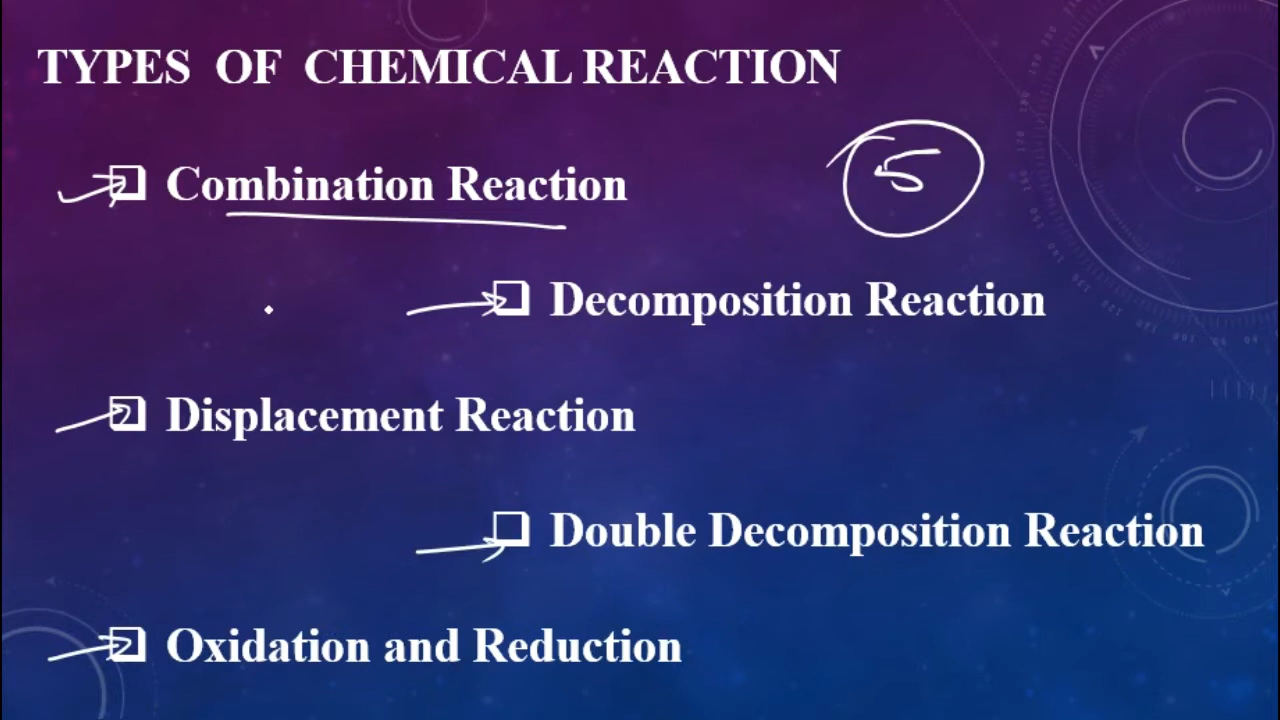 TYPES OF CHEMICAL REACTION
Combination Reaction
5
Decomposition Reaction
Displacement Reaction
Double Decomposition Reaction
Oxidation and Reduction